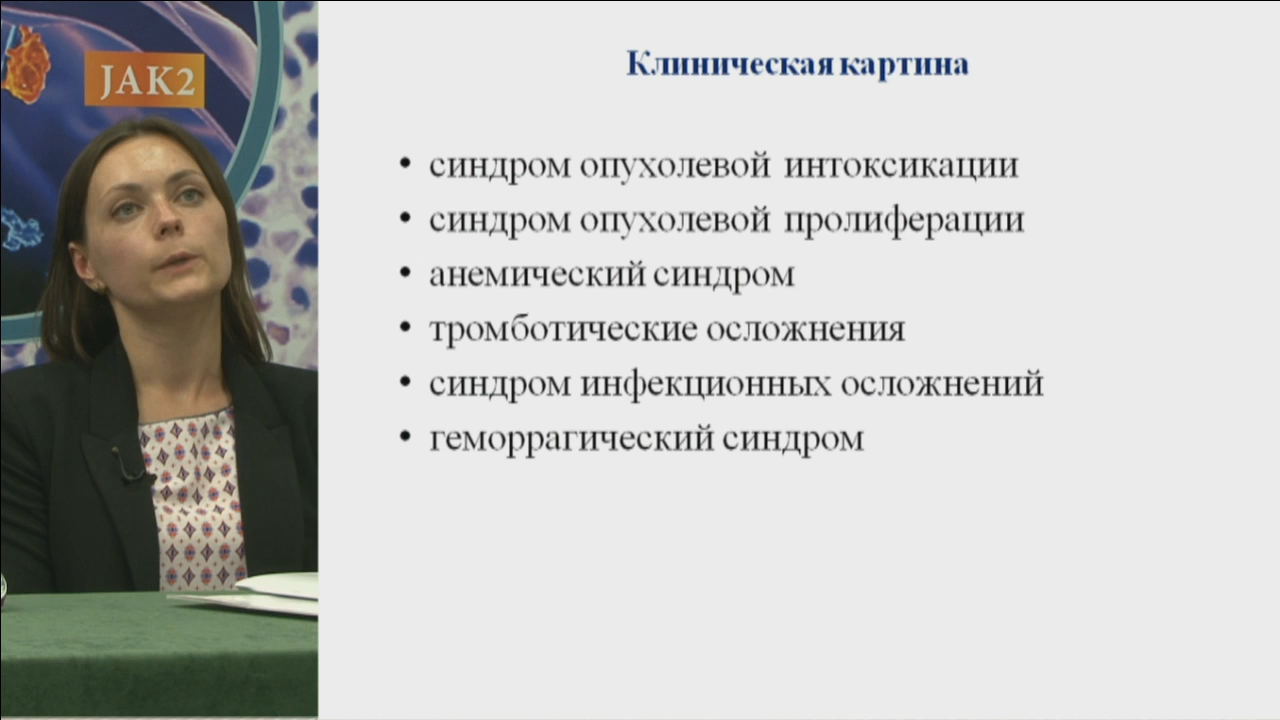 JAK2
Клиническая картина
• синдром опухолевой интоксикации
• синдром опухолевой пролиферации
• анемический синдром
• тромботические осложнения
• синдром инфекционных осложнений
• геморрагический синдром